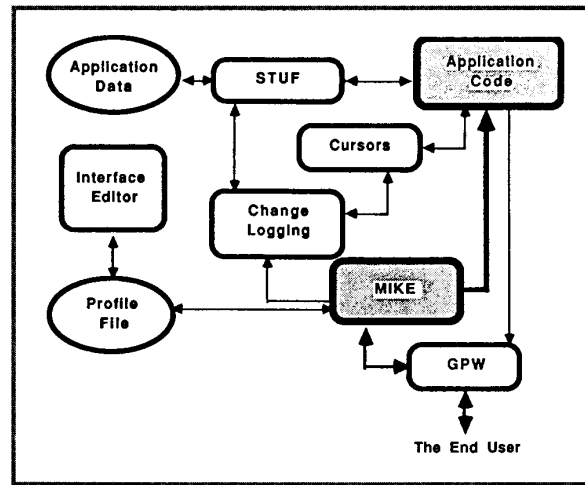 Application
Data
STUF
Application
Code
Cursors
Interface
Editor
Change
Logging
MIKE
Profile
File
GPW
The End User